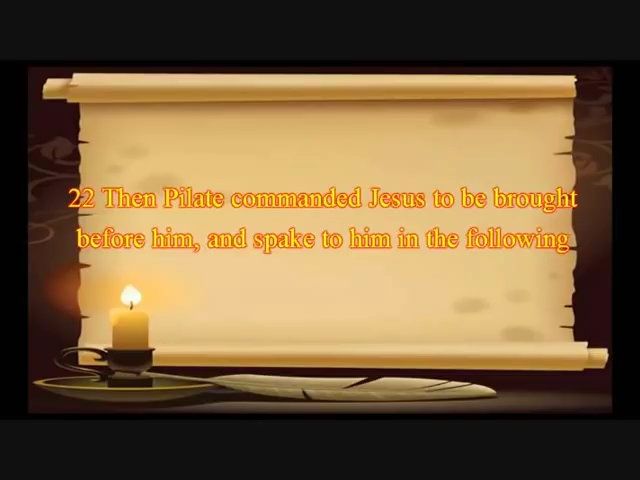 22 Then Pilate commanded Jesus to be brought
before him, and spake to him in the following